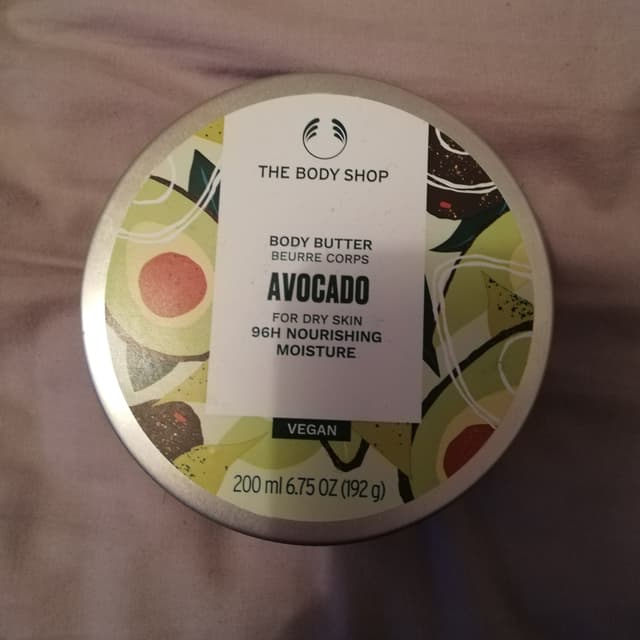 THE BODY SHOP
BODY BUTTER
BEURRE CORPS
AVOCADO
FOR DRY SKIN
96H NOURISHING
MOISTURE
VEGAN
200 ml 6.75 OZ (192 g)